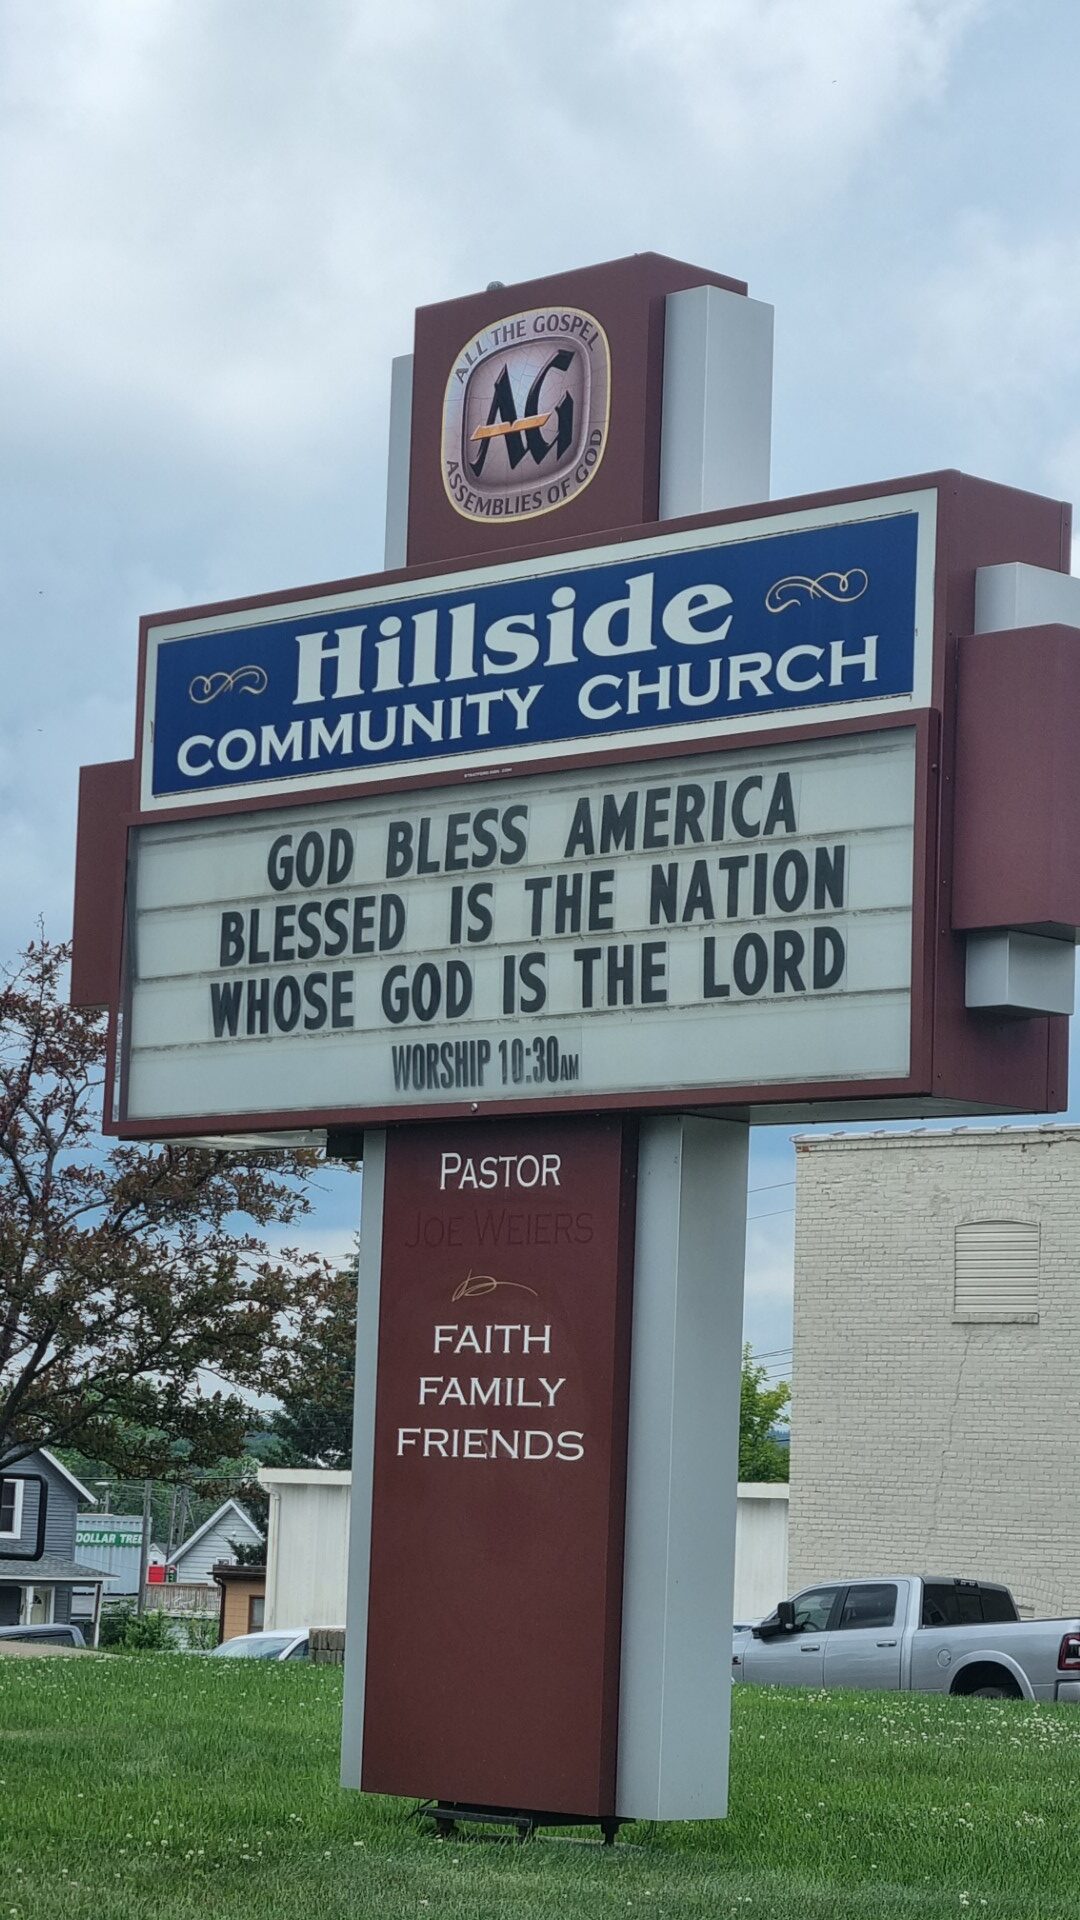 ALL THE GOSPEL
AG
ASSEMBLIES OF GOD
Hillside
COMMUNITY CHURCH
GOD BLESS AMERICA
BLESSED IS THE NATION
WHOSE GOD IS THE LORD
WORSHIP 10:30AM
PASTOR
JOE WEIERS
FAITH
FAMILY
FRIENDS
DOLLAR TREE